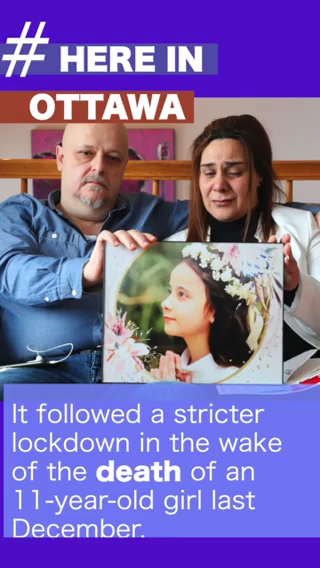 # HERE IN
OTTAWA
It followed a stricter
lockdown in the wake
of the death of an
11-year-old girl last
December.